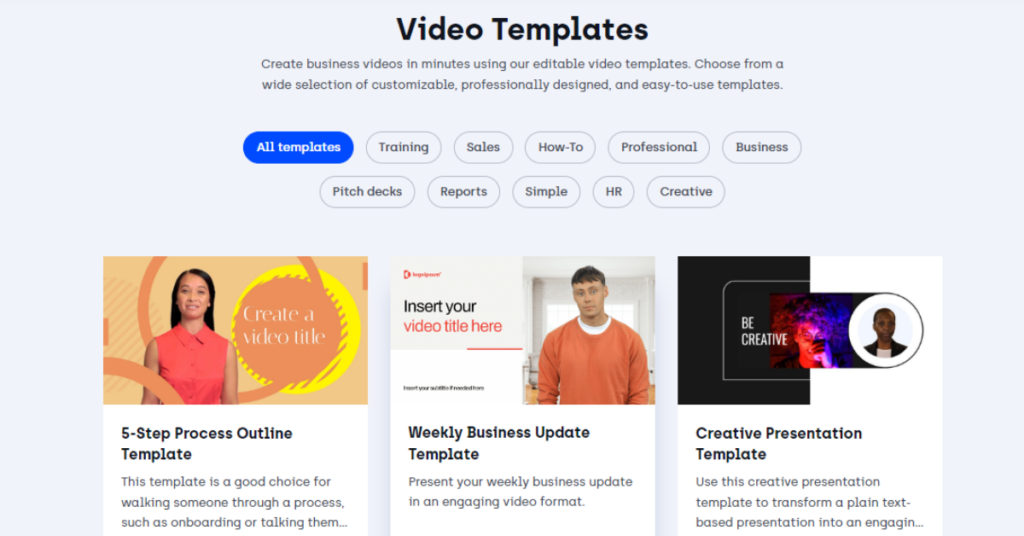 Video Templates
Create business videos in minutes using our editable video templates. Choose from a
wide selection of customizable, professionally designed, and easy-to-use templates.
All templates
Training
Sales
How-To
Professional
Business
Pitch decks
Reports
Simple
HR
Creative
Create a
video title
logoipsum
Insert your
video title here
Insert your subtitle if needed here
BE
CREATIVE
5-Step Process Outline
Template
This template is a good choice for
walking someone through a process,
such as onboarding or talking them...
Weekly Business Update
Template
Present your weekly business update
in an engaging video format.
Creative Presentation
Template
Use this creative presentation
template to transform a plain text-
based presentation into an engagin...